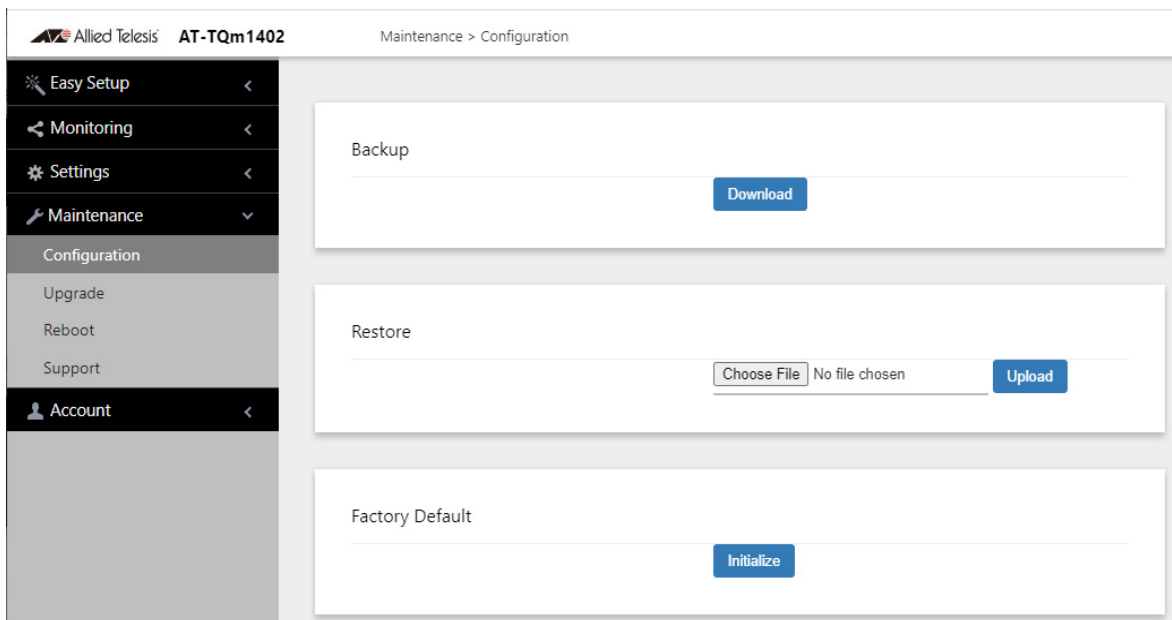 Allied Telesis AT-TQm1402 Maintenance > Configuration
Easy Setup
Monitoring
Settings
Maintenance
Configuration
Upgrade
Reboot
Support
Account
Backup
Download
Restore
Choose File No file chosen Upload
Factory Default
Initialize